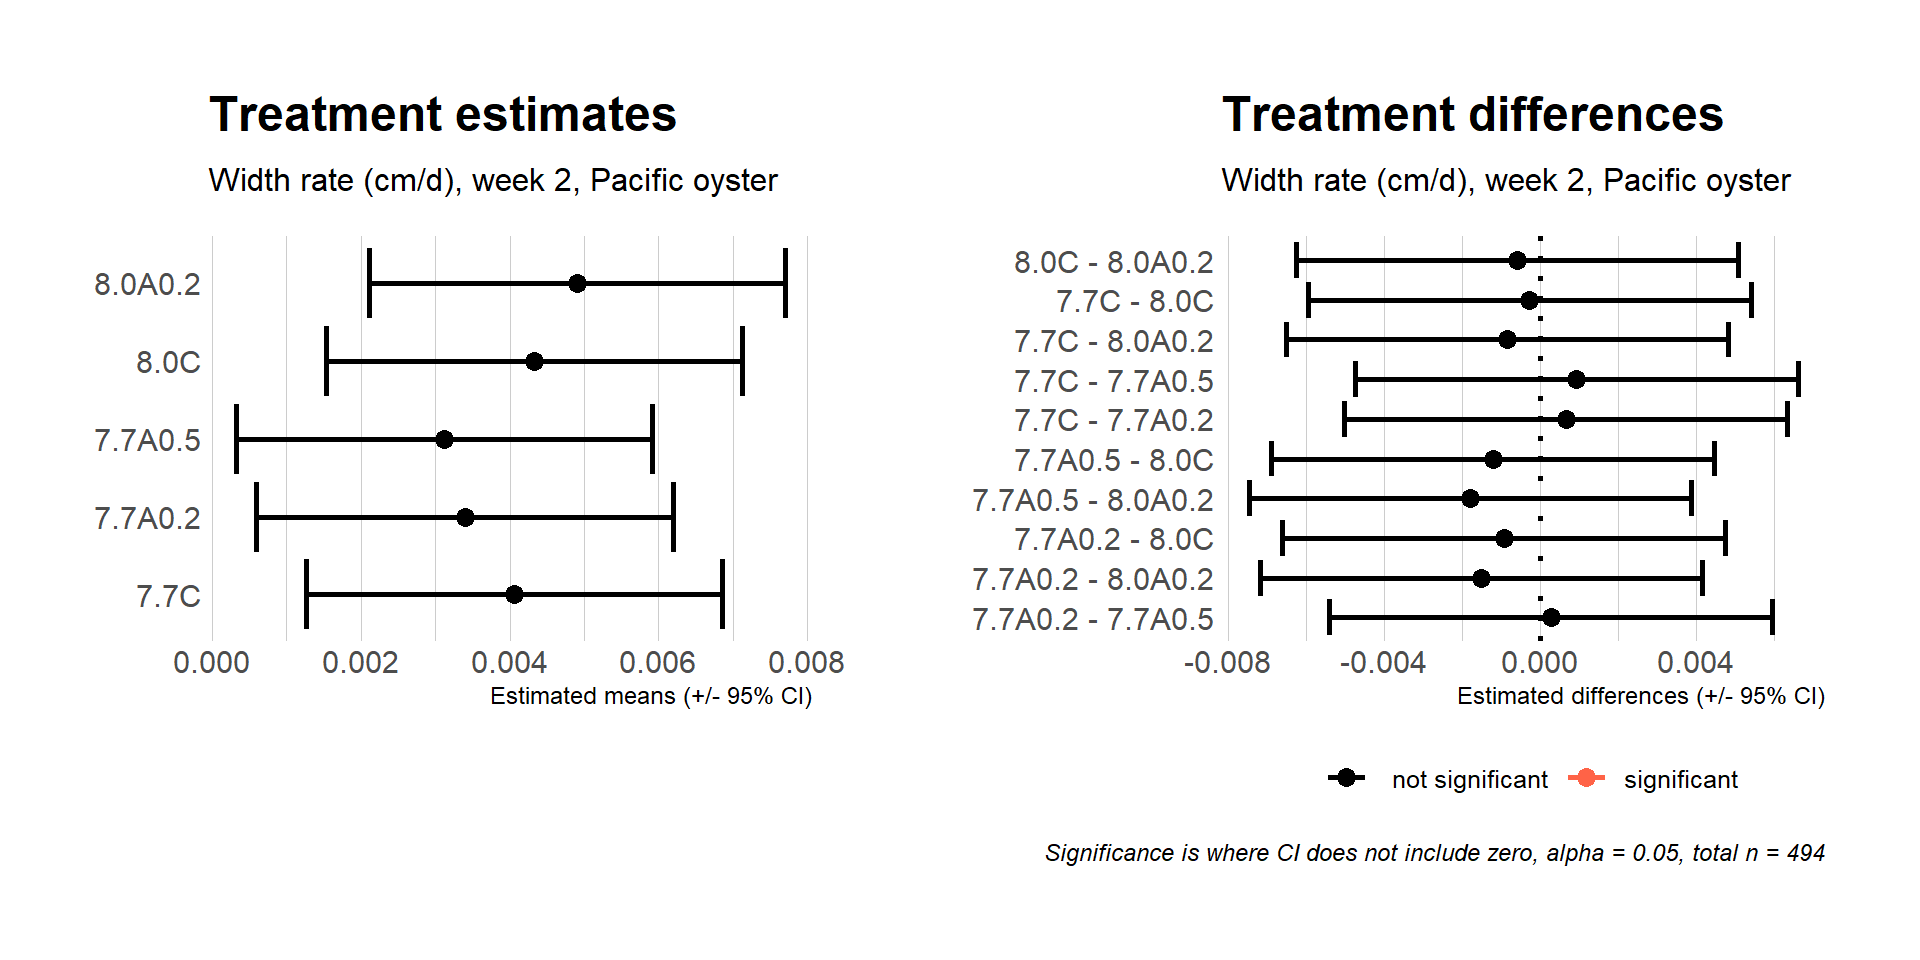 Treatment estimates
Width rate (cm/d), week 2, Pacific oyster
8.0A0.2
8.0C
7.7A0.5
7.7A0.2
7.7C
0.000 0.002 0.004 0.006 0.008
Estimated means (+/- 95% CI)
Treatment differences
Width rate (cm/d), week 2, Pacific oyster
8.0C - 8.0A0.2
7.7C - 8.0C
7.7C - 8.0A0.2
7.7C - 7.7A0.5
7.7C - 7.7A0.2
7.7A0.5 - 8.0C
7.7A0.5 - 8.0A0.2
7.7A0.2 - 8.0C
7.7A0.2 - 8.0A0.2
7.7A0.2 - 7.7A0.5
-0.008 -0.004 0.000 0.004
Estimated differences (+/- 95% CI)
not significant significant
Significance is where CI does not include zero, alpha = 0.05, total n = 494